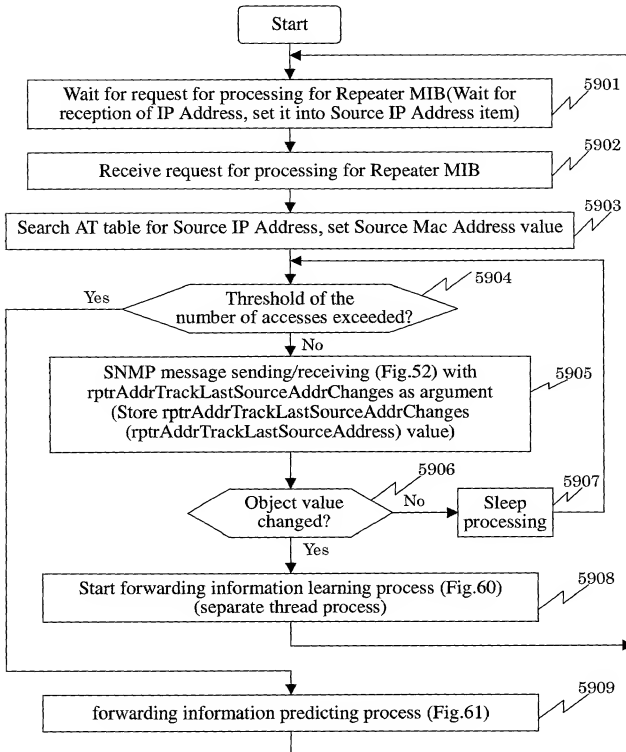 Start
Wait for request for processing for Repeater MIB(Wait for
reception of IP Address, set it into Source IP Address item)
5901
Receive request for processing for Repeater MIB
5902
Search AT table for Source IP Address, set Source Mac Address value
5903
Threshold of the
number of accesses exceeded?
5904
Yes
No
SNMP message sending/receiving (Fig.52) with
rptrAddrTrackLastSourceAddrChanges as argument
(Store rptrAddrTrackLastSourceAddrChanges
(rptrAddrTrackLastSourceAddress) value)
5905
Object value
changed?
5906
No
Sleep
processing
5907
Yes
Start forwarding information learning process (Fig.60)
(separate thread process)
5908
forwarding information predicting process (Fig.61)
5909